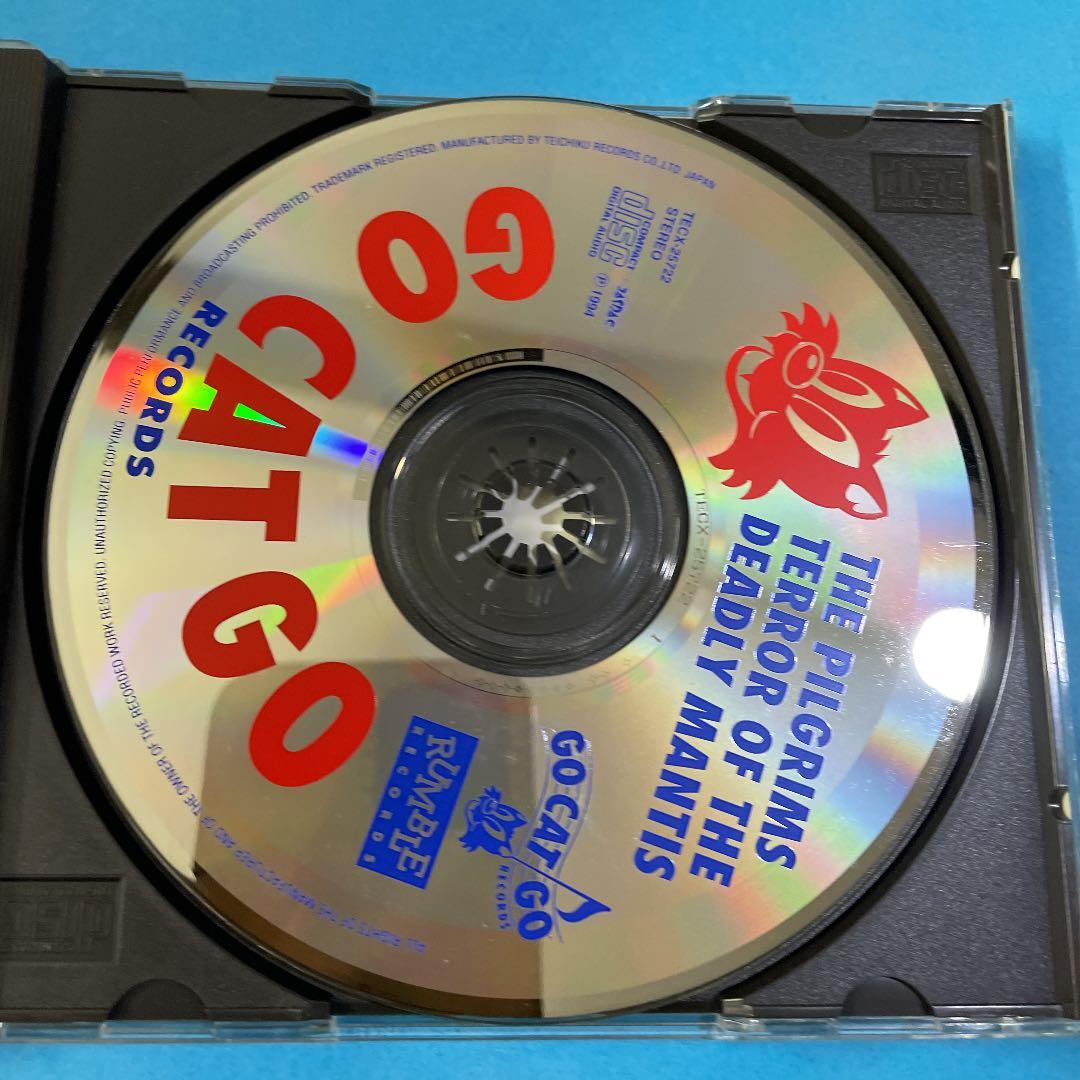 THE PILGRIMS
TERROR OF THE
DEADLY MANTIS
TECX-25722
STEREO
COMPACT
disc
DIGITAL AUDIO
℗ 1994
GO CAT GO
RECORDS
GO CAT GO
RECORDS
RUMBLE
RECORDS
ALL RIGHTS OF THE MANUFACTURER AND OF THE OWNER OF THE RECORDED WORK RESERVED. UNAUTHORIZED COPYING, PUBLIC PERFORMANCE AND BROADCASTING PROHIBITED. TRADEMARK REGISTERED. MANUFACTURED BY TEICHIKU RECORDS CO.,LTD. JAPAN
TECX-25722